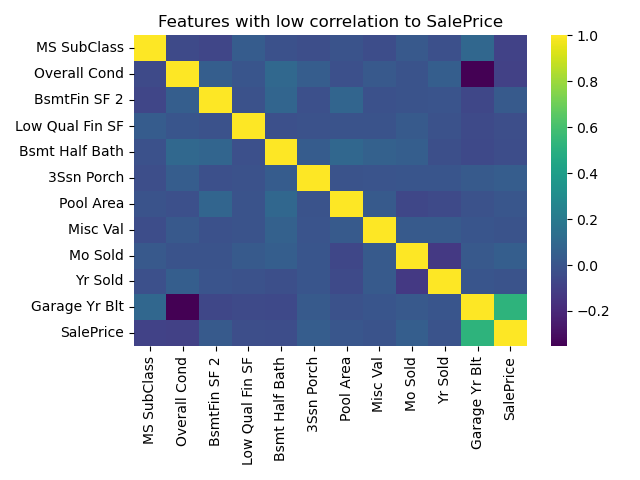 Features with low correlation to SalePrice
MS SubClass
Overall Cond
BsmtFin SF 2
Low Qual Fin SF
Bsmt Half Bath
3Ssn Porch
Pool Area
Misc Val
Mo Sold
Yr Sold
Garage Yr Blt
SalePrice
MS SubClass
Overall Cond
BsmtFin SF 2
Low Qual Fin SF
Bsmt Half Bath
3Ssn Porch
Pool Area
Misc Val
Mo Sold
Yr Sold
Garage Yr Blt
SalePrice
1.0
0.8
0.6
0.4
0.2
0.0
−0.2